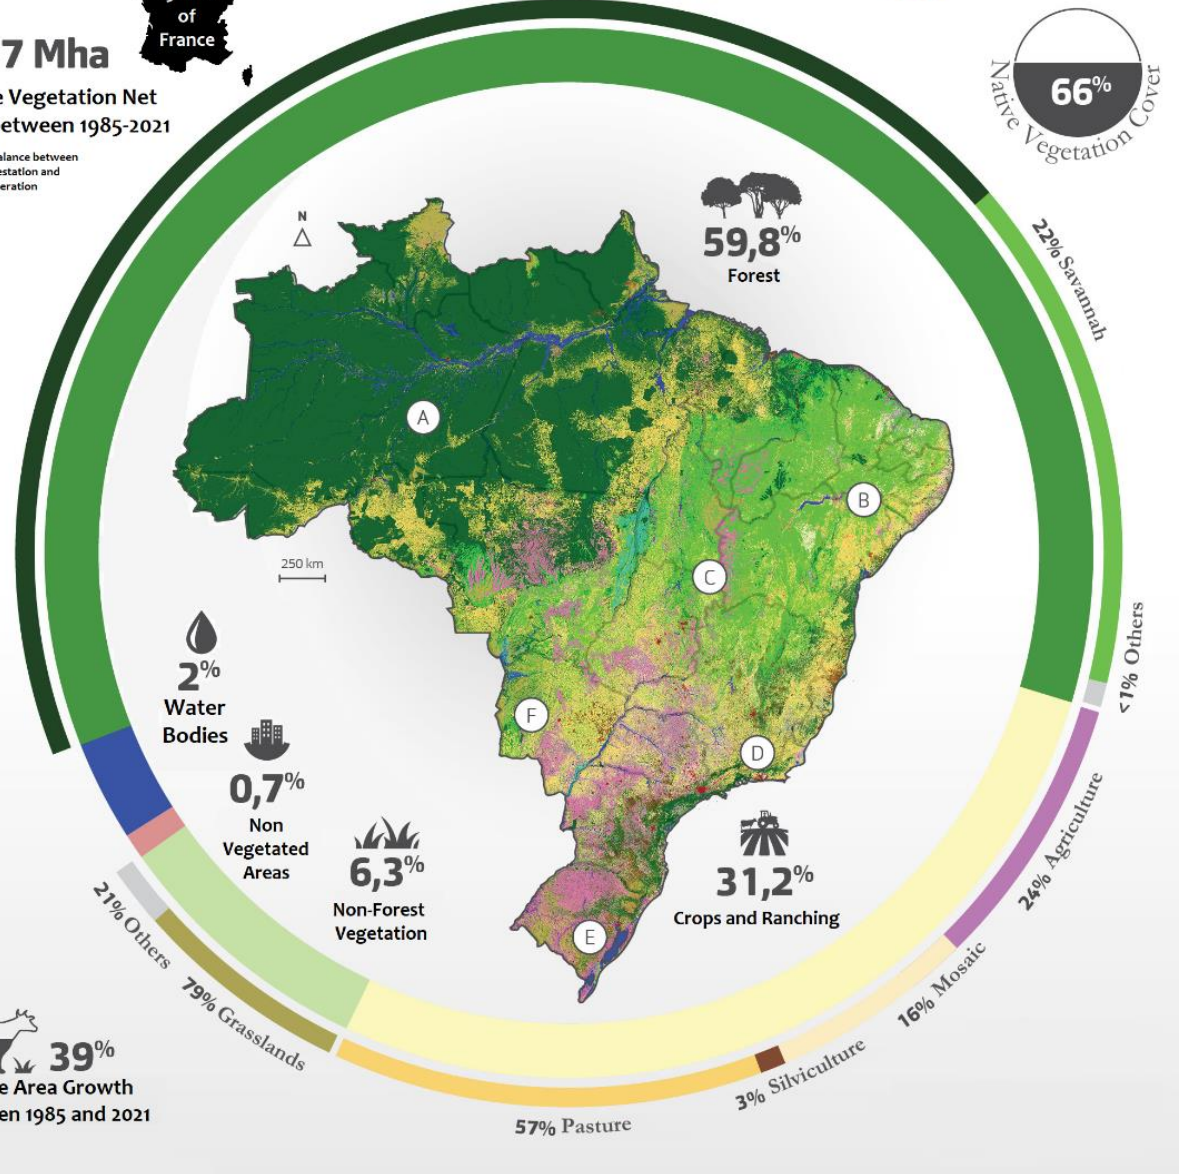 of
France
7 Mha
e Vegetation Net
etween 1985-2021
alance between
estation and
eration
66%
Native Vegetation Cover
N
59,8%
Forest
22% Savannah
A
B
250 km
C
<1% Others
2%
Water
Bodies
F
D
0,7%
Non
Vegetated
Areas
6,3%
Non-Forest
Vegetation
31,2%
Crops and Ranching
24% Agriculture
E
21% Others
79% Grasslands
16% Mosaic
3% Silviculture
57% Pasture
39%
e Area Growth
en 1985 and 2021